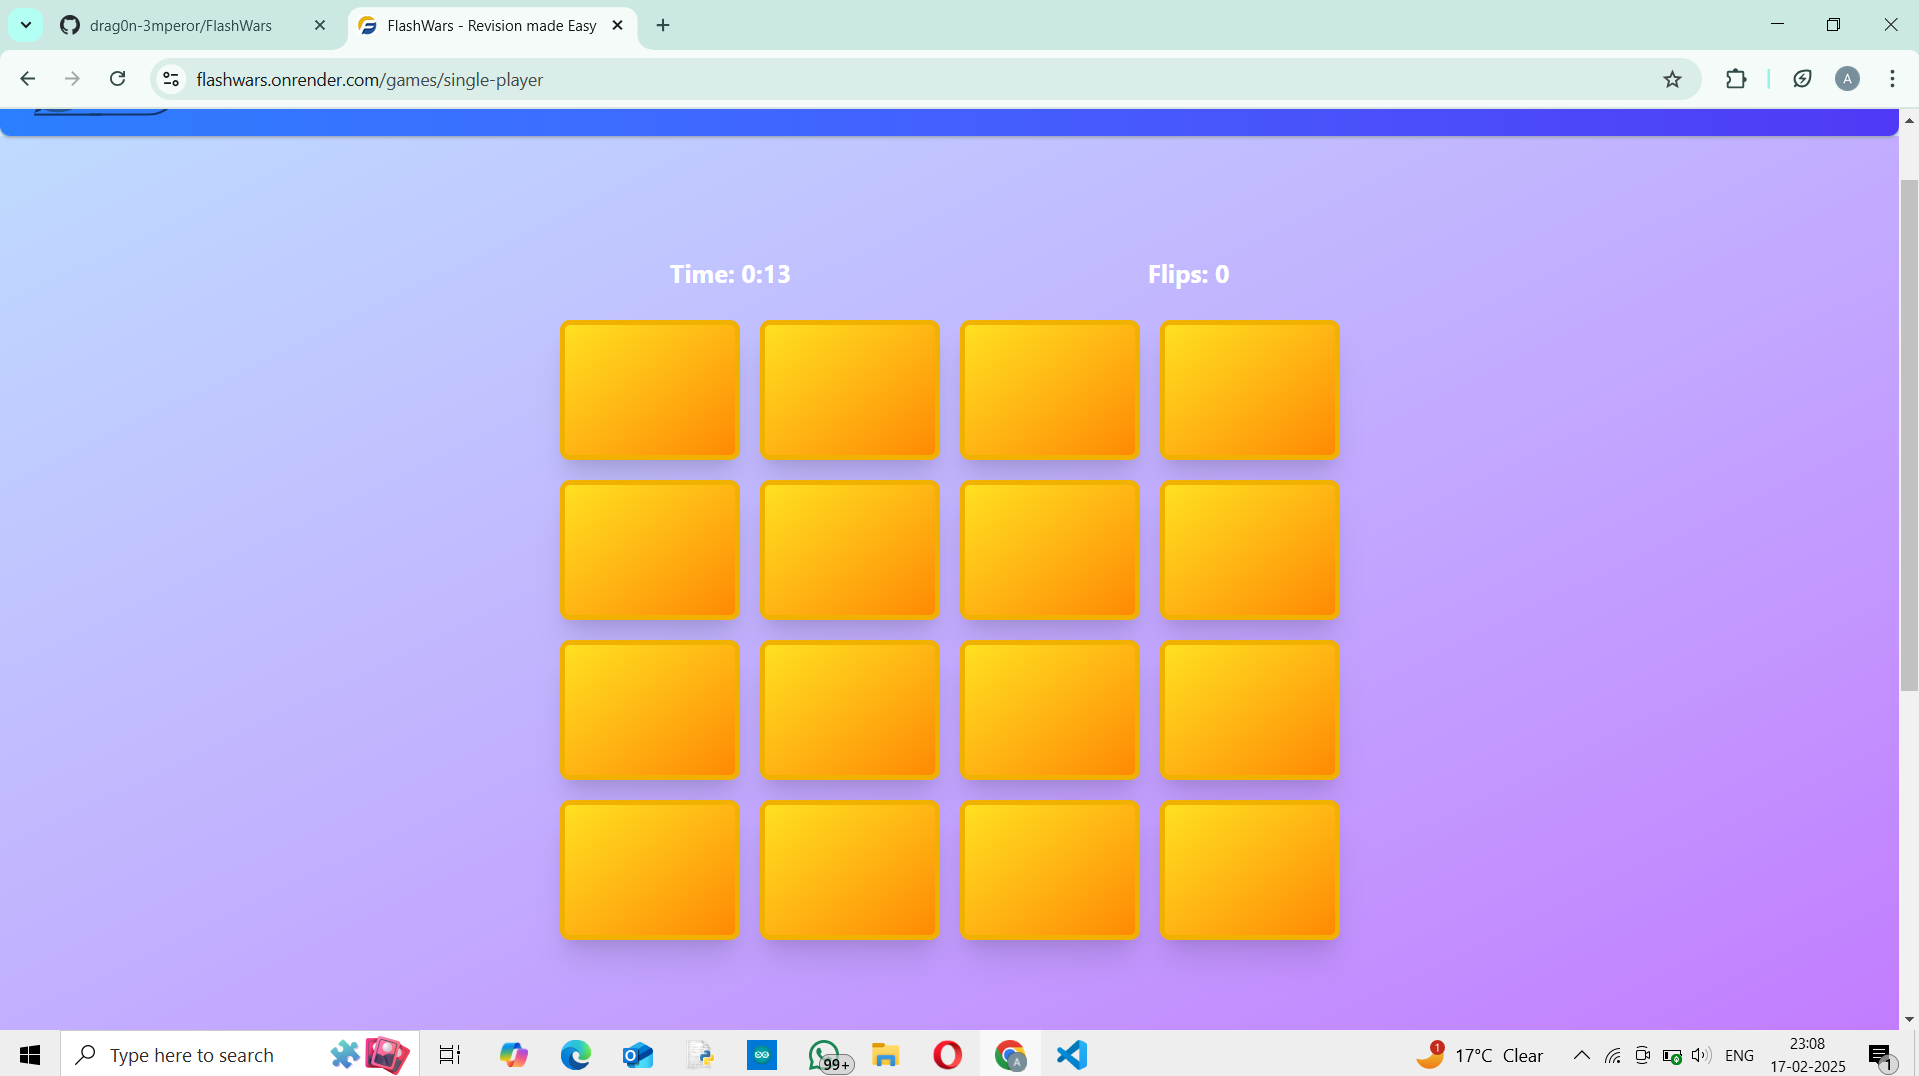 drag0n-3mperor/FlashWars
FlashWars - Revision made Easy
flashwars.onrender.com/games/single-player
A
Time: 0:13
Flips: 0
Type here to search
99+
A
1
17°C Clear
ENG
23:08
17-02-2025
1